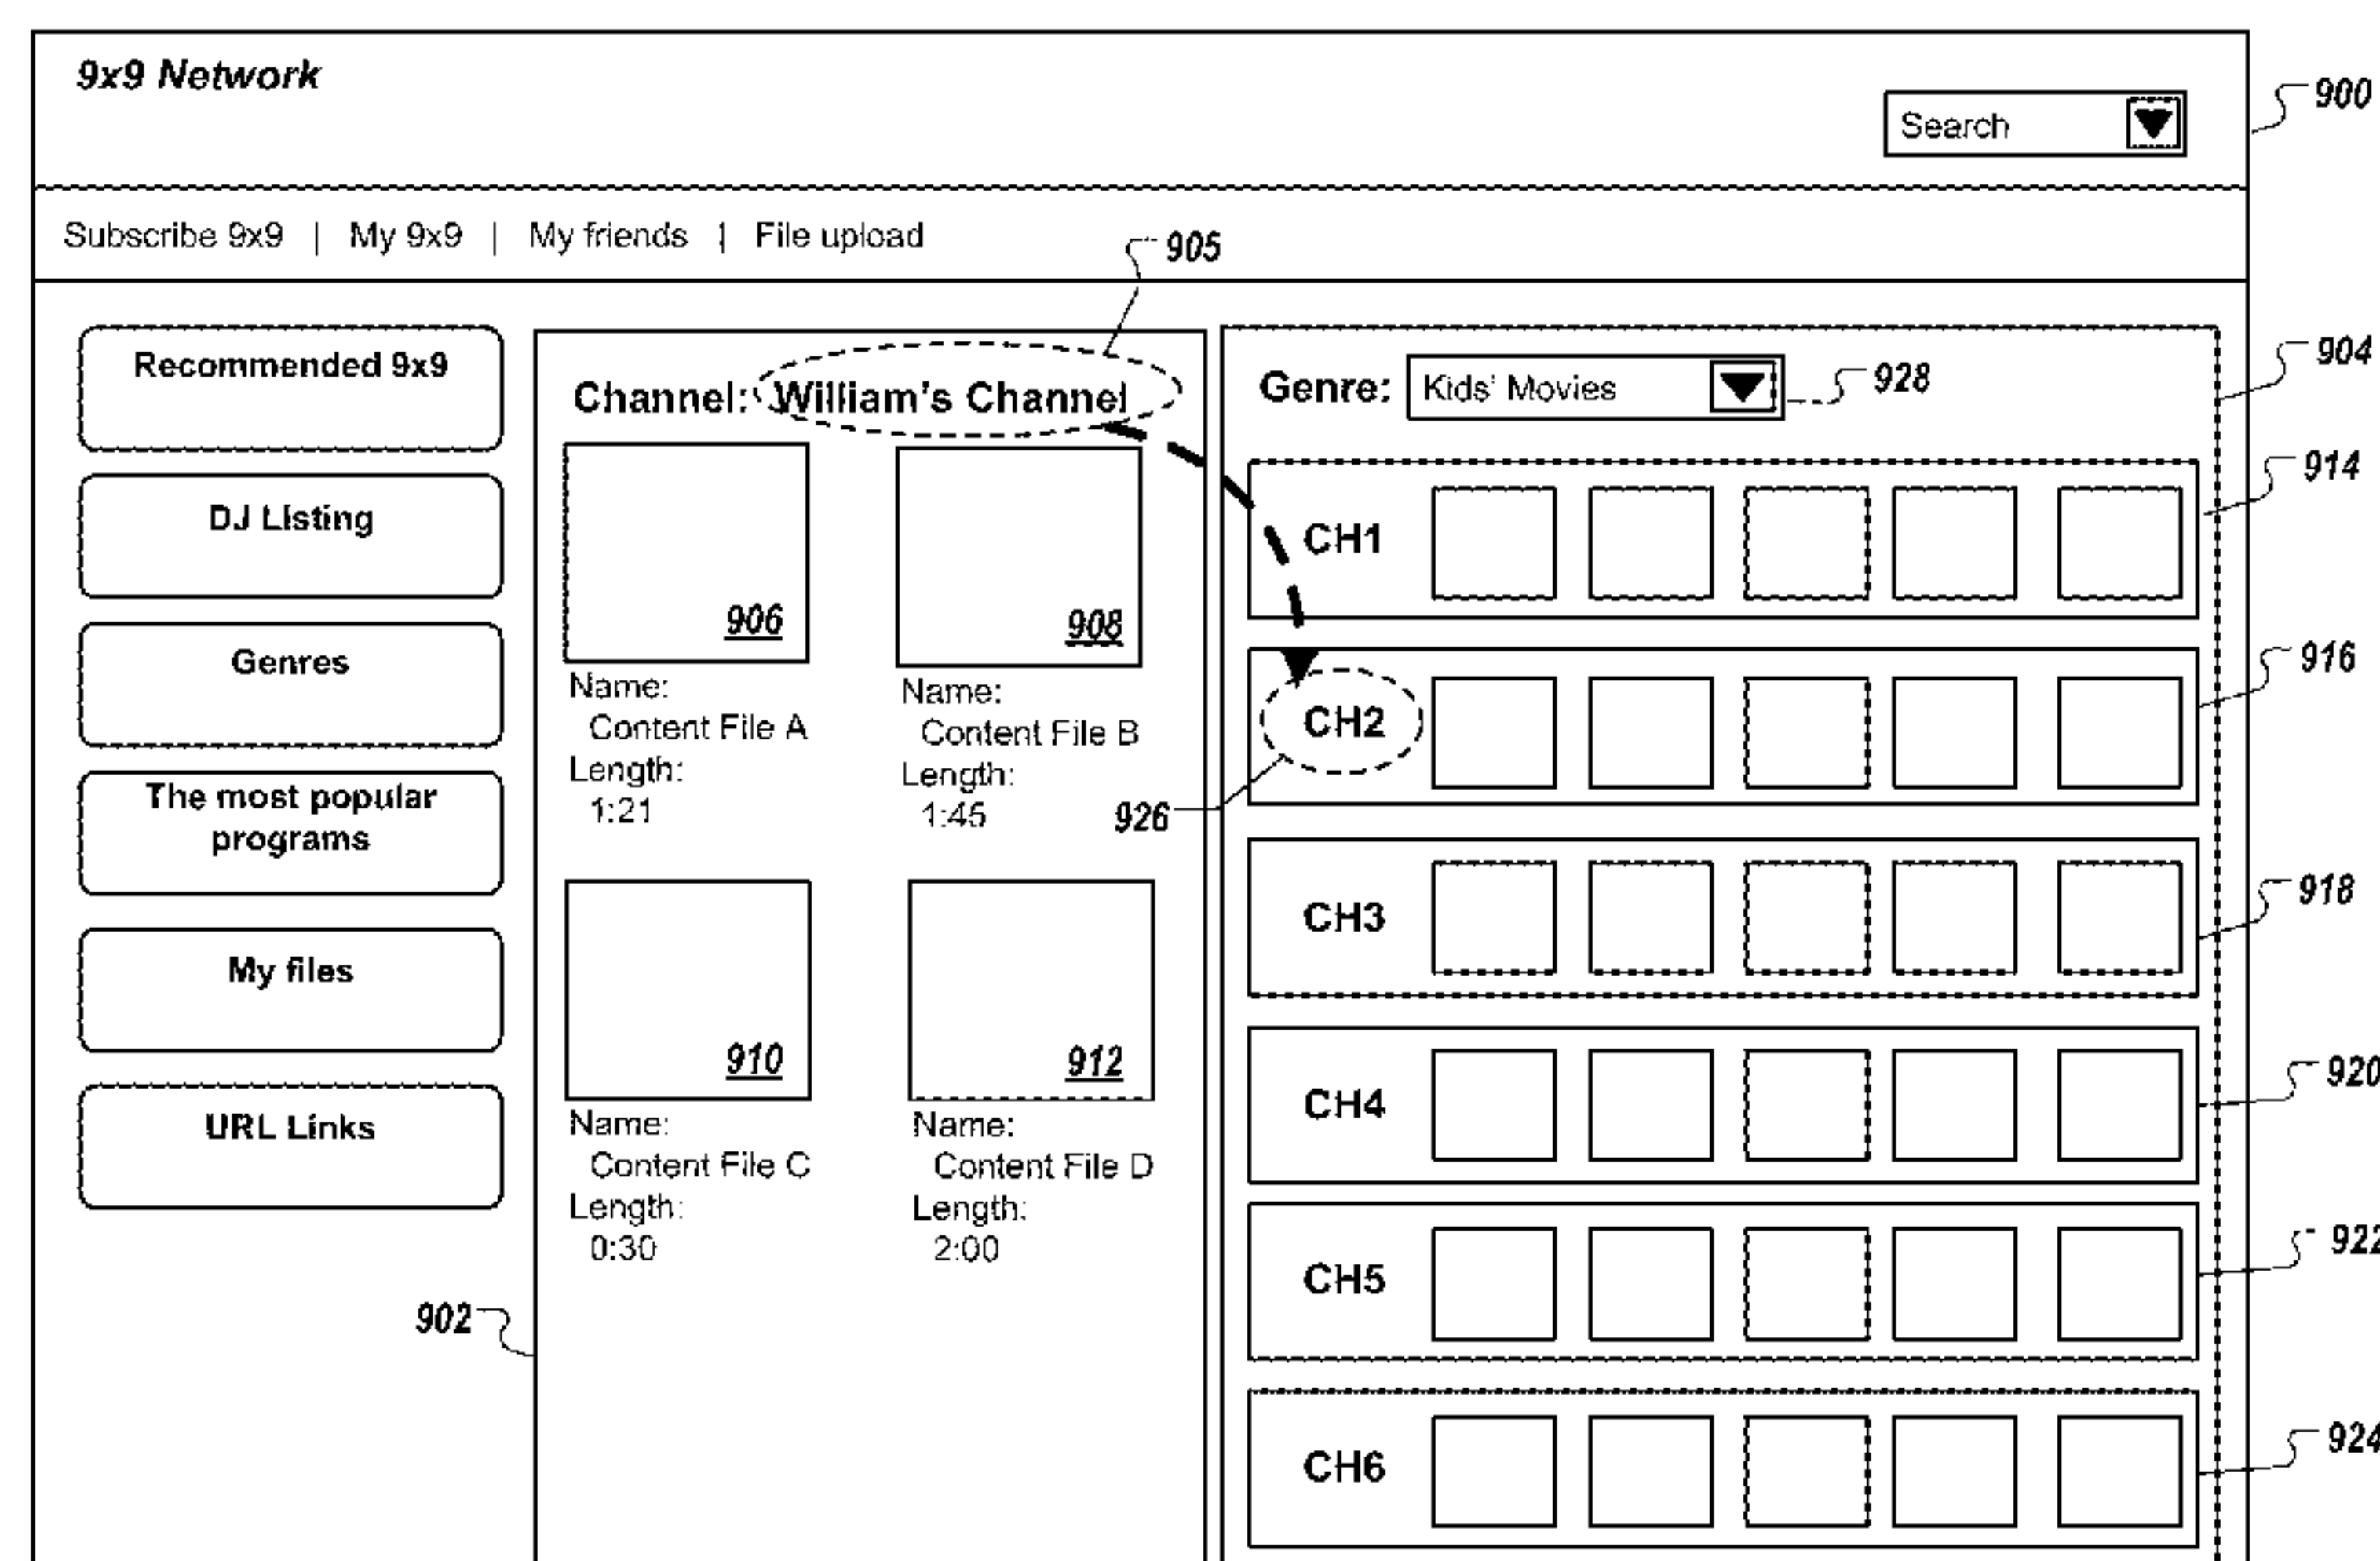 9x9 Network
900
Search
Subscribe 9x9 | My 9x9 | My friends | File upload
905
Recommended 9x9
DJ Listing
Genres
The most popular
programs
My files
URL Links
902
Channel: William's Channel
906
Name:
Content File A
Length:
1:21
908
Name:
Content File B
Length:
1:45
910
Name:
Content File C
Length:
0:30
912
Name:
Content File D
Length:
2:00
Genre: Kids' Movies
928
904
CH1
914
CH2
916
926
CH3
918
CH4
920
CH5
922
CH6
924